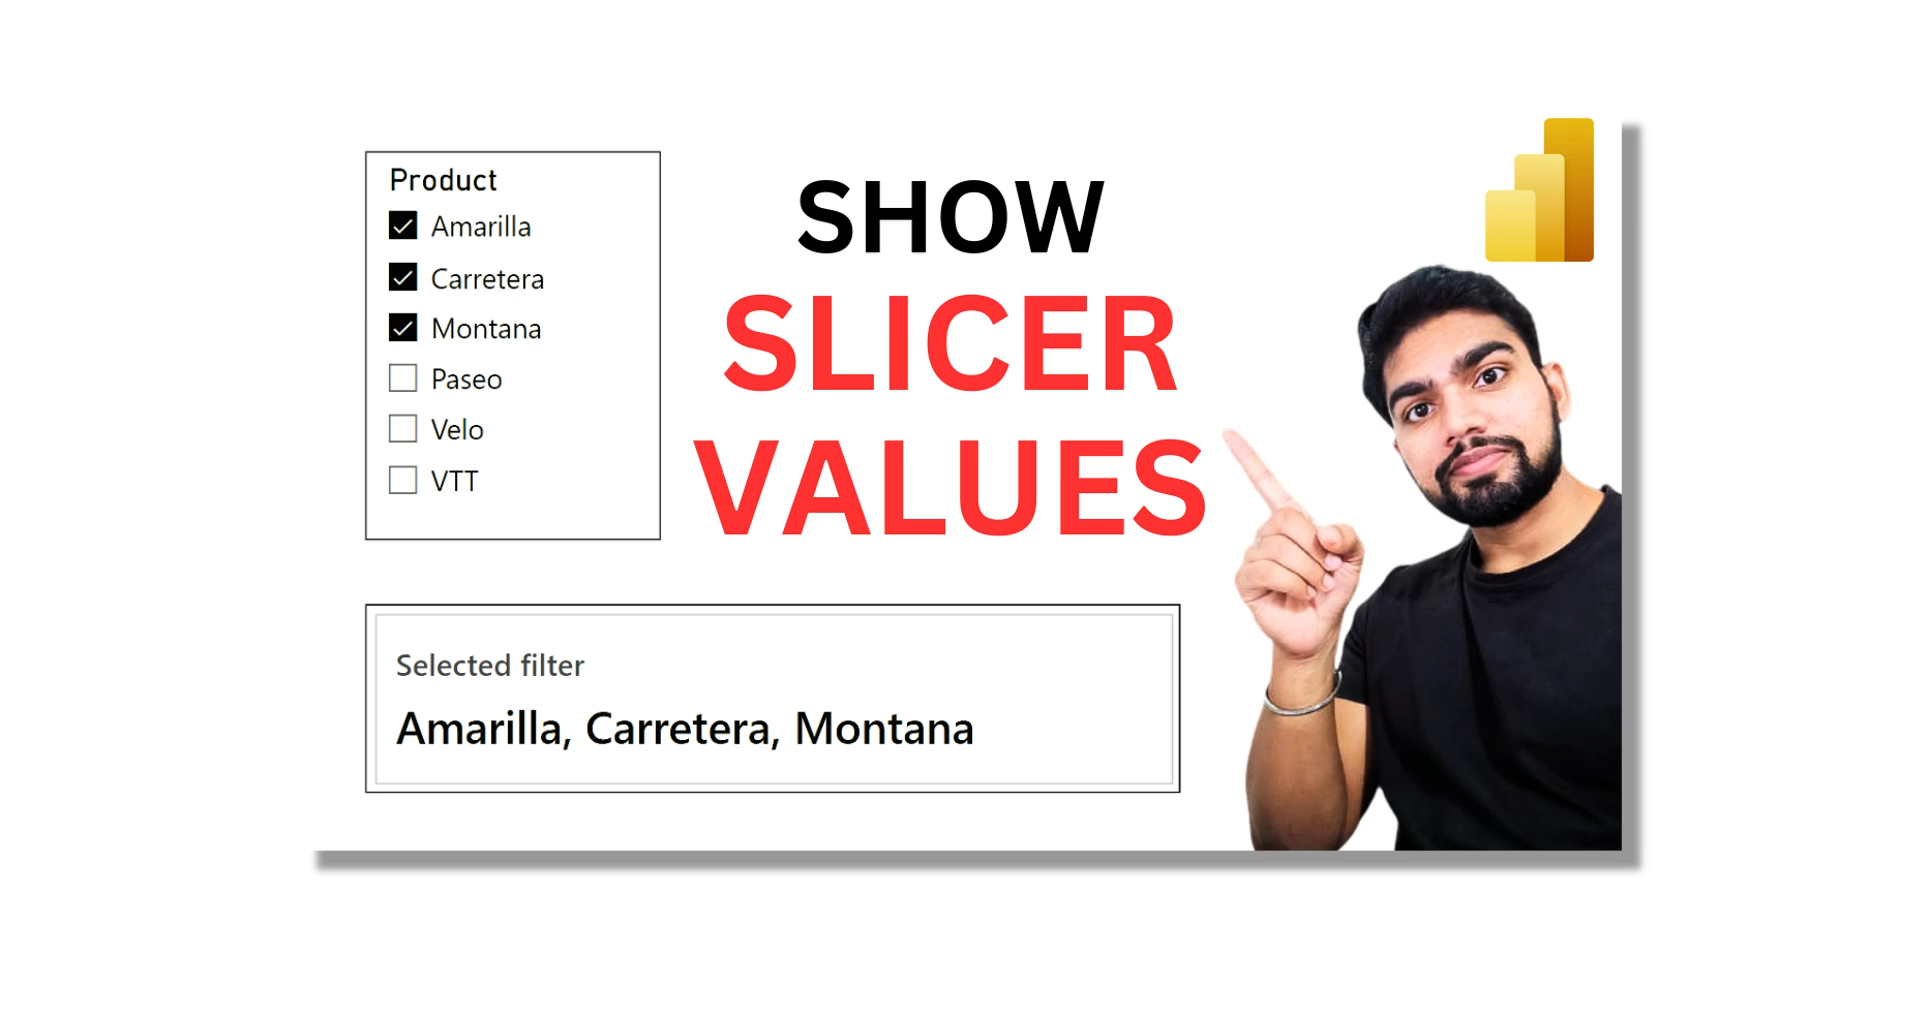 Product
Amarilla
Carretera
Montana
Paseo
Velo
VTT
SHOW
SLICER
VALUES
Selected filter
Amarilla, Carretera, Montana